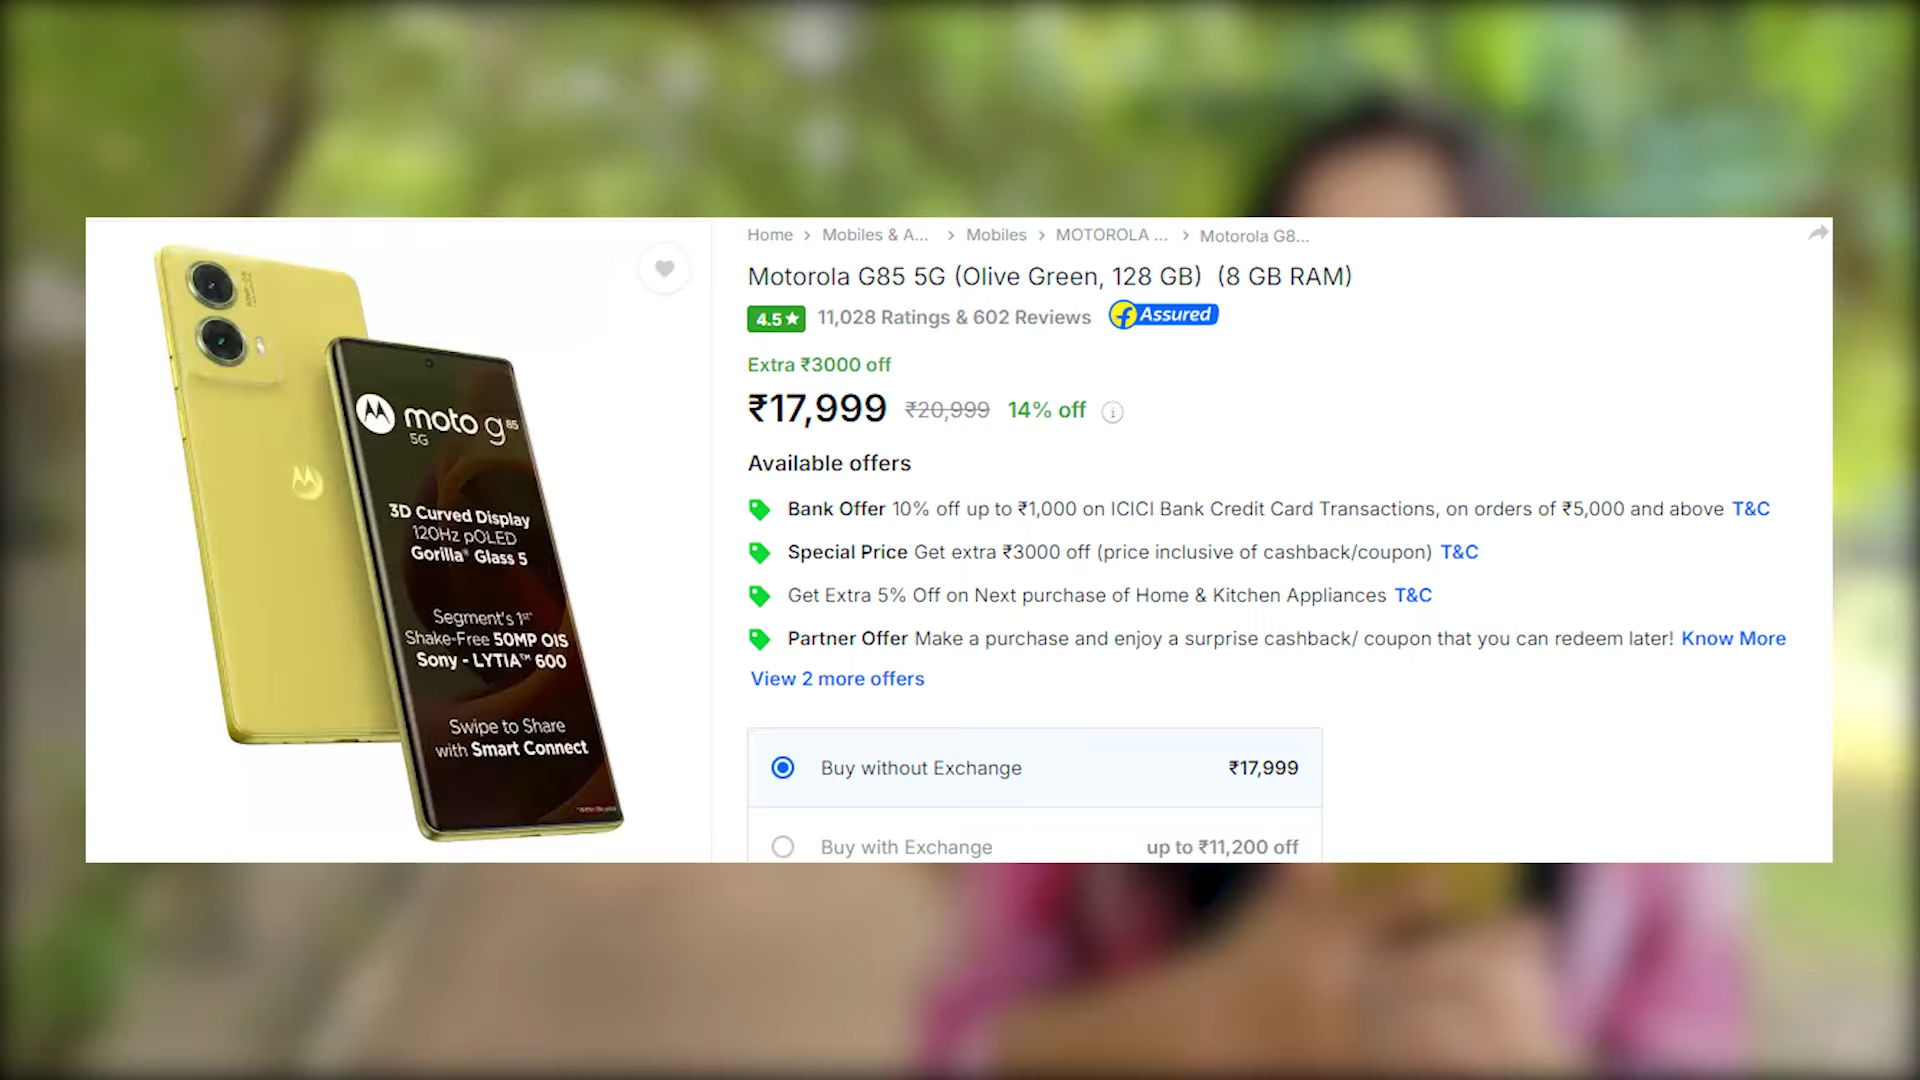 Home > Mobiles & A... > Mobiles > MOTOROLA ... > Motorola G8...
Motorola G85 5G (Olive Green, 128 GB) (8 GB RAM)
4.5★ 11,028 Ratings & 602 Reviews Assured
Extra ₹3000 off
₹17,999 ₹20,999 14% off
Available offers
Bank Offer 10% off up to ₹1,000 on ICICI Bank Credit Card Transactions, on orders of ₹5,000 and above T&C
Special Price Get extra ₹3000 off (price inclusive of cashback/coupon) T&C
Get Extra 5% Off on Next purchase of Home & Kitchen Appliances T&C
Partner Offer Make a purchase and enjoy a surprise cashback/ coupon that you can redeem later! Know More
View 2 more offers
Buy without Exchange ₹17,999
Buy with Exchange up to ₹11,200 off
moto g85
5G
3D Curved Display
120Hz pOLED
Gorilla® Glass 5
Segment's 1st*
Shake-Free 50MP OIS
Sony - LYTIA™ 600
Swipe to Share
with Smart Connect